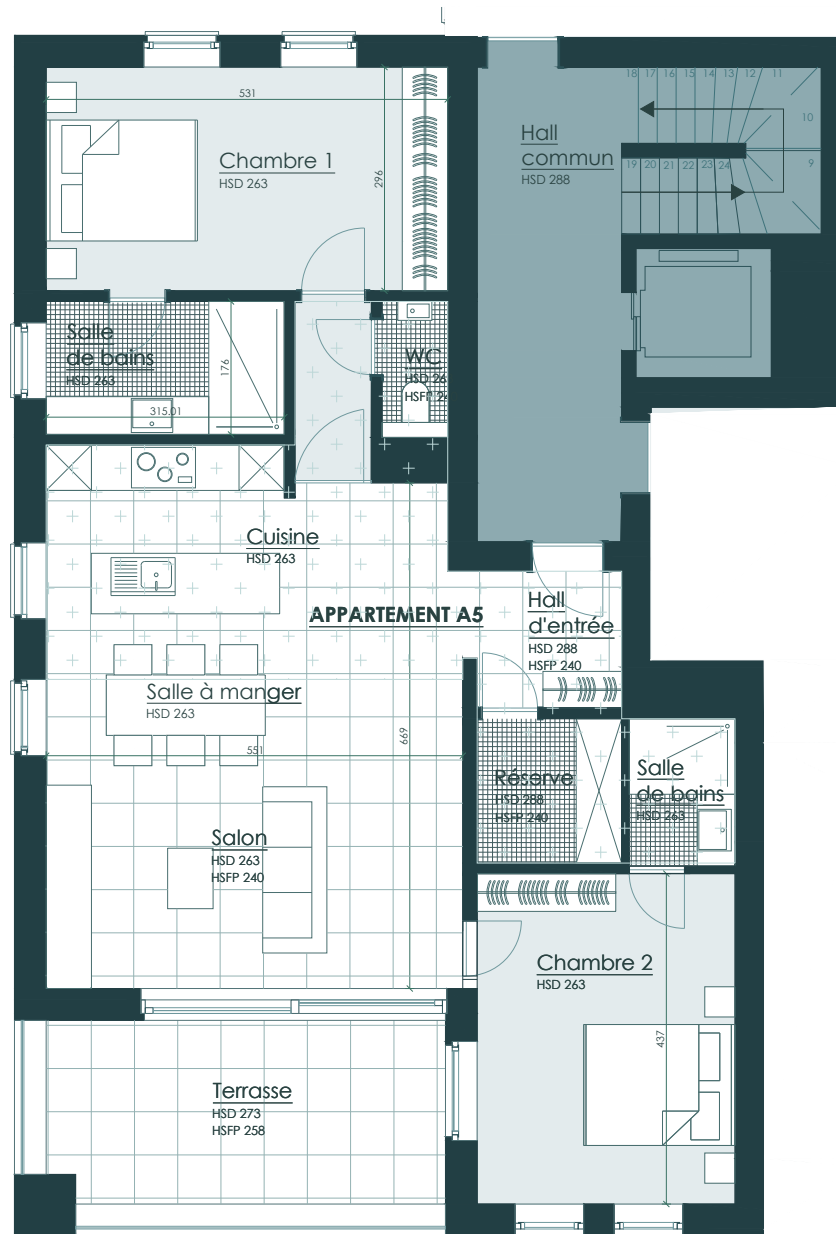 18 17 16 15 14 13 12 11
531
10
Hall
commun
HSD 288
Chambre 1
HSD 263
296
9
19 20 21 22 23 24
Salle
de bains
HSD 263
176
315.01
WC
HSD 26
HSFP 24
Cuisine
HSD 263
APPARTEMENT A5
Hall
d'entrée
HSD 288
HSFP 240
Salle à manger
HSD 263
669
551
Réserve
HSD 288
HSFP 240
Salle
de bains
HSD 263
Salon
HSD 263
HSFP 240
Chambre 2
HSD 263
437
Terrasse
HSD 273
HSFP 258